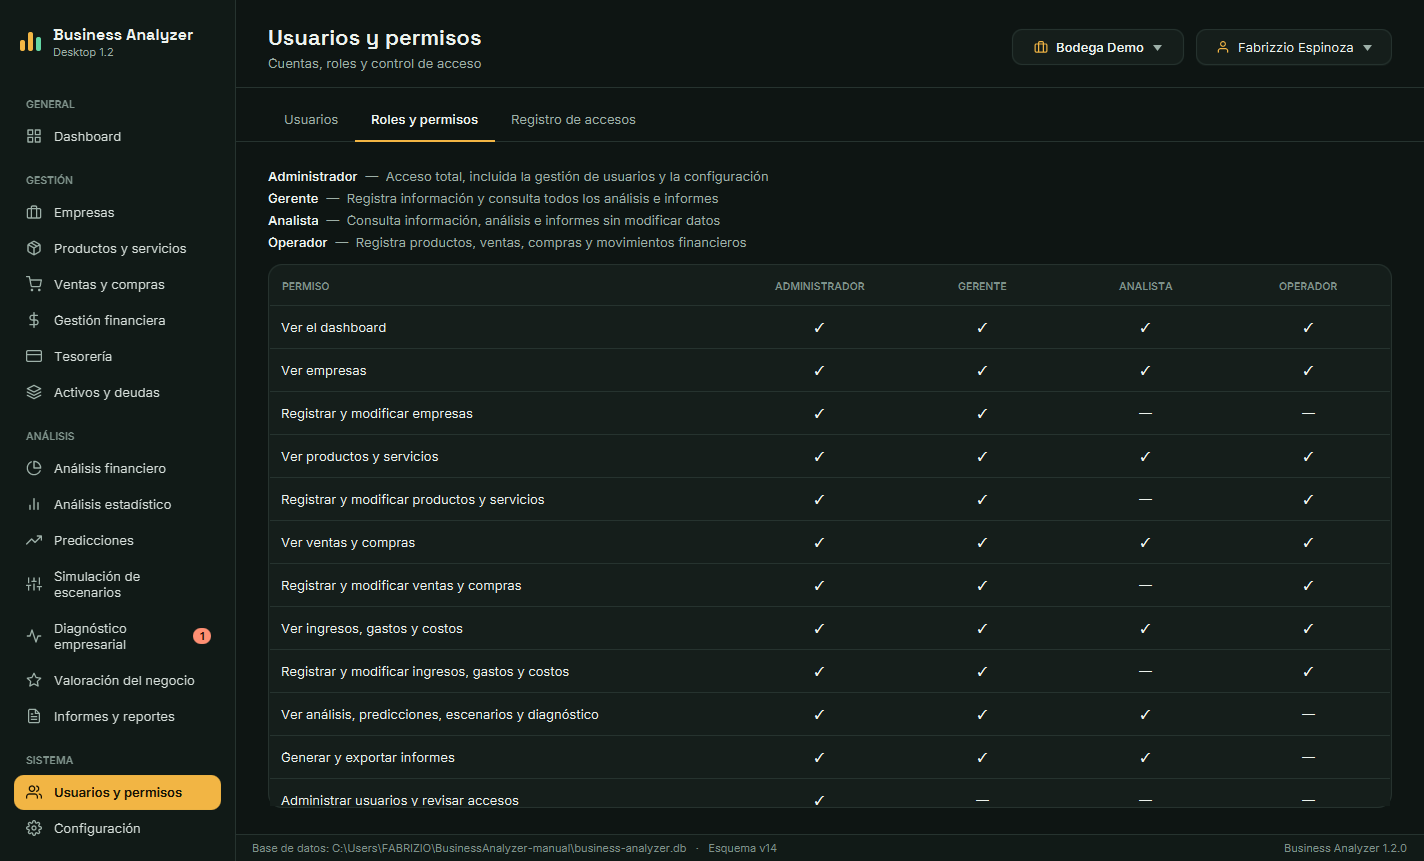 Business Analyzer
Desktop 1.2
GENERAL
Dashboard
GESTIÓN
Empresas
Productos y servicios
Ventas y compras
Gestión financiera
Tesorería
Activos y deudas
ANÁLISIS
Análisis financiero
Análisis estadístico
Predicciones
Simulación de
escenarios
Diagnóstico
empresarial
1
Valoración del negocio
Informes y reportes
SISTEMA
Usuarios y permisos
Configuración
Usuarios y permisos
Cuentas, roles y control de acceso
Bodega Demo
Fabrizzio Espinoza
Usuarios Roles y permisos Registro de accesos
Administrador — Acceso total, incluida la gestión de usuarios y la configuración
Gerente — Registra información y consulta todos los análisis e informes
Analista — Consulta información, análisis e informes sin modificar datos
Operador — Registra productos, ventas, compras y movimientos financieros
PERMISO ADMINISTRADOR GERENTE ANALISTA OPERADOR
Ver el dashboard ✓ ✓ ✓ ✓
Ver empresas ✓ ✓ ✓ ✓
Registrar y modificar empresas ✓ ✓ — —
Ver productos y servicios ✓ ✓ ✓ ✓
Registrar y modificar productos y servicios ✓ ✓ — ✓
Ver ventas y compras ✓ ✓ ✓ ✓
Registrar y modificar ventas y compras ✓ ✓ — ✓
Ver ingresos, gastos y costos ✓ ✓ ✓ ✓
Registrar y modificar ingresos, gastos y costos ✓ ✓ — ✓
Ver análisis, predicciones, escenarios y diagnóstico ✓ ✓ ✓ —
Generar y exportar informes ✓ ✓ ✓ —
Administrar usuarios y revisar accesos ✓ — — —
Base de datos: C:\Users\FABRIZIO\BusinessAnalyzer-manual\business-analyzer.db · Esquema v14
Business Analyzer 1.2.0